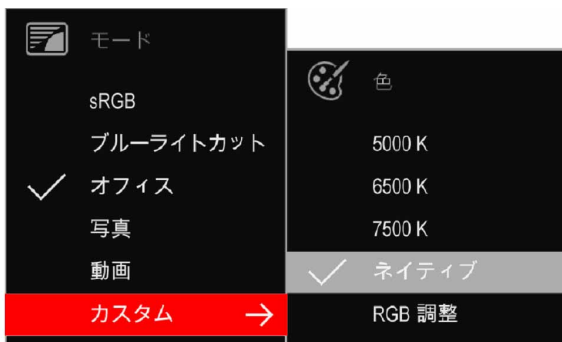 モード
sRGB
ブルーライトカット
オフィス
写真
動画
カスタム
色
5000 K
6500 K
7500 K
ネイティブ
RGB 調整